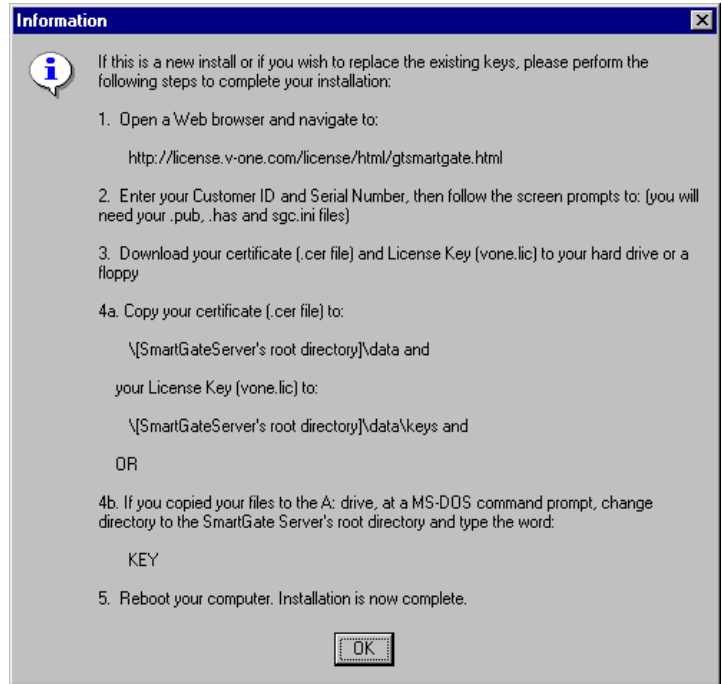 Information
If this is a new install or if you wish to replace the existing keys, please perform the
following steps to complete your installation:
1. Open a Web browser and navigate to:
http://license.v-one.com/license/html/gtsmartgate.html
2. Enter your Customer ID and Serial Number, then follow the screen prompts to: (you will
need your .pub, .has and sgc.ini files)
3. Download your certificate (.cer file) and License Key (vone.lic) to your hard drive or a
floppy
4a. Copy your certificate (.cer file) to:
\[SmartGateServer's root directory]\data and
your License Key (vone.lic) to:
\[SmartGateServer's root directory]\data\keys and
OR
4b. If you copied your files to the A: drive, at a MS-DOS command prompt, change
directory to the SmartGate Server's root directory and type the word:
KEY
5. Reboot your computer. Installation is now complete.
OK